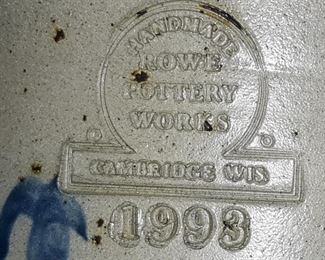 HANDMADE
ROWE
POTTERY
WORKS
CAMBRIDGE WIS
1993